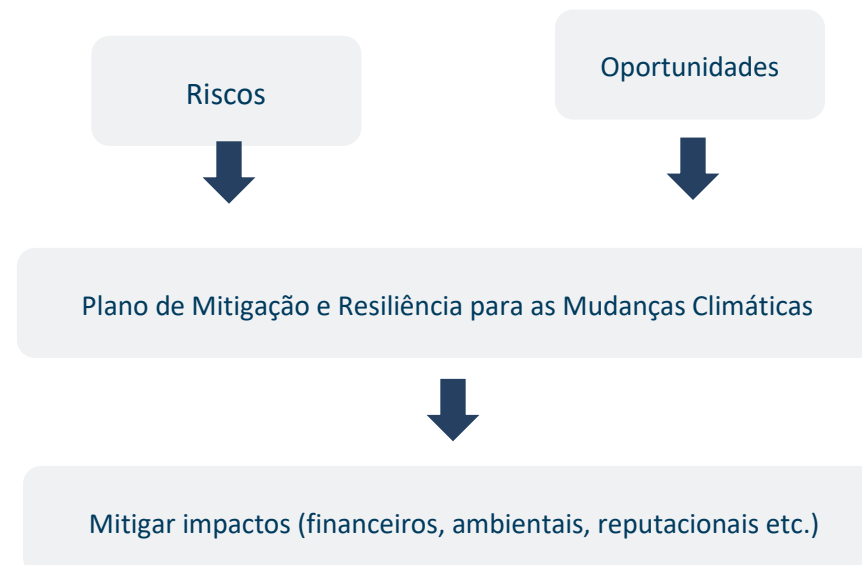 Riscos
Oportunidades
Plano de Mitigação e Resiliência para as Mudanças Climáticas
Mitigar impactos (financeiros, ambientais, reputacionais etc.)